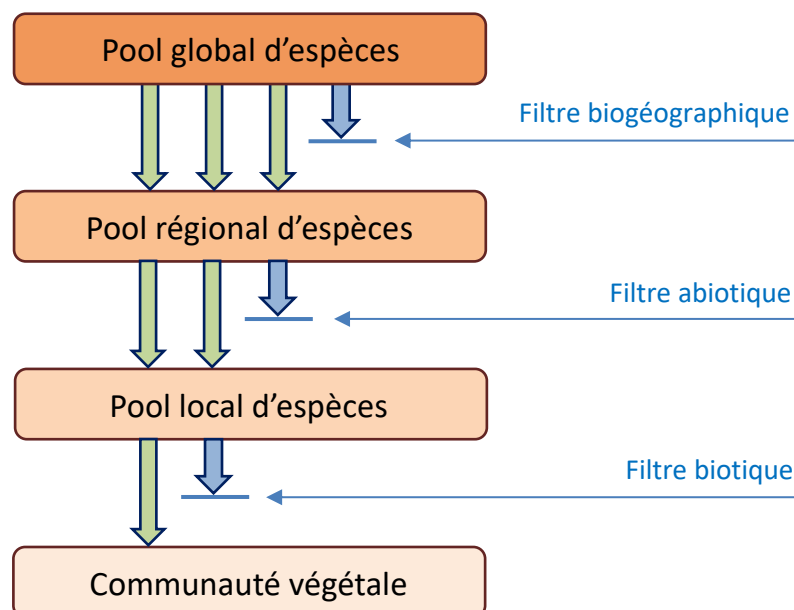 Pool global d’espèces
Filtre biogéographique
Pool régional d’espèces
Filtre abiotique
Pool local d’espèces
Filtre biotique
Communauté végétale